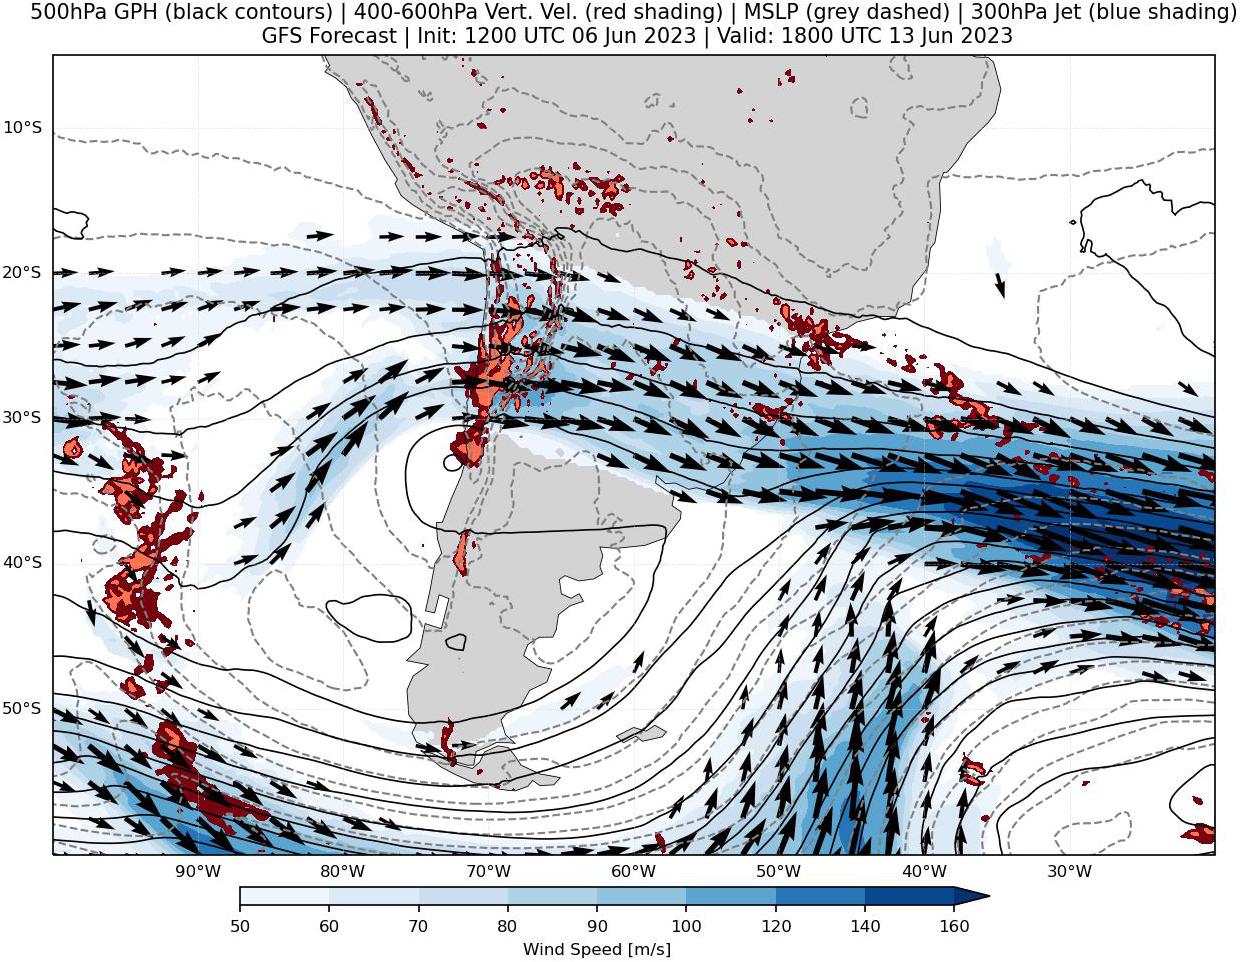 500hPa GPH (black contours) | 400-600hPa Vert. Vel. (red shading) | MSLP (grey dashed) | 300hPa Jet (blue shading)
GFS Forecast | Init: 1200 UTC 06 Jun 2023 | Valid: 1800 UTC 13 Jun 2023
10°S
20°S
30°S
40°S
50°S
90°W 80°W 70°W 60°W 50°W 40°W 30°W
50 60 70 80 90 100 120 140 160
Wind Speed [m/s]